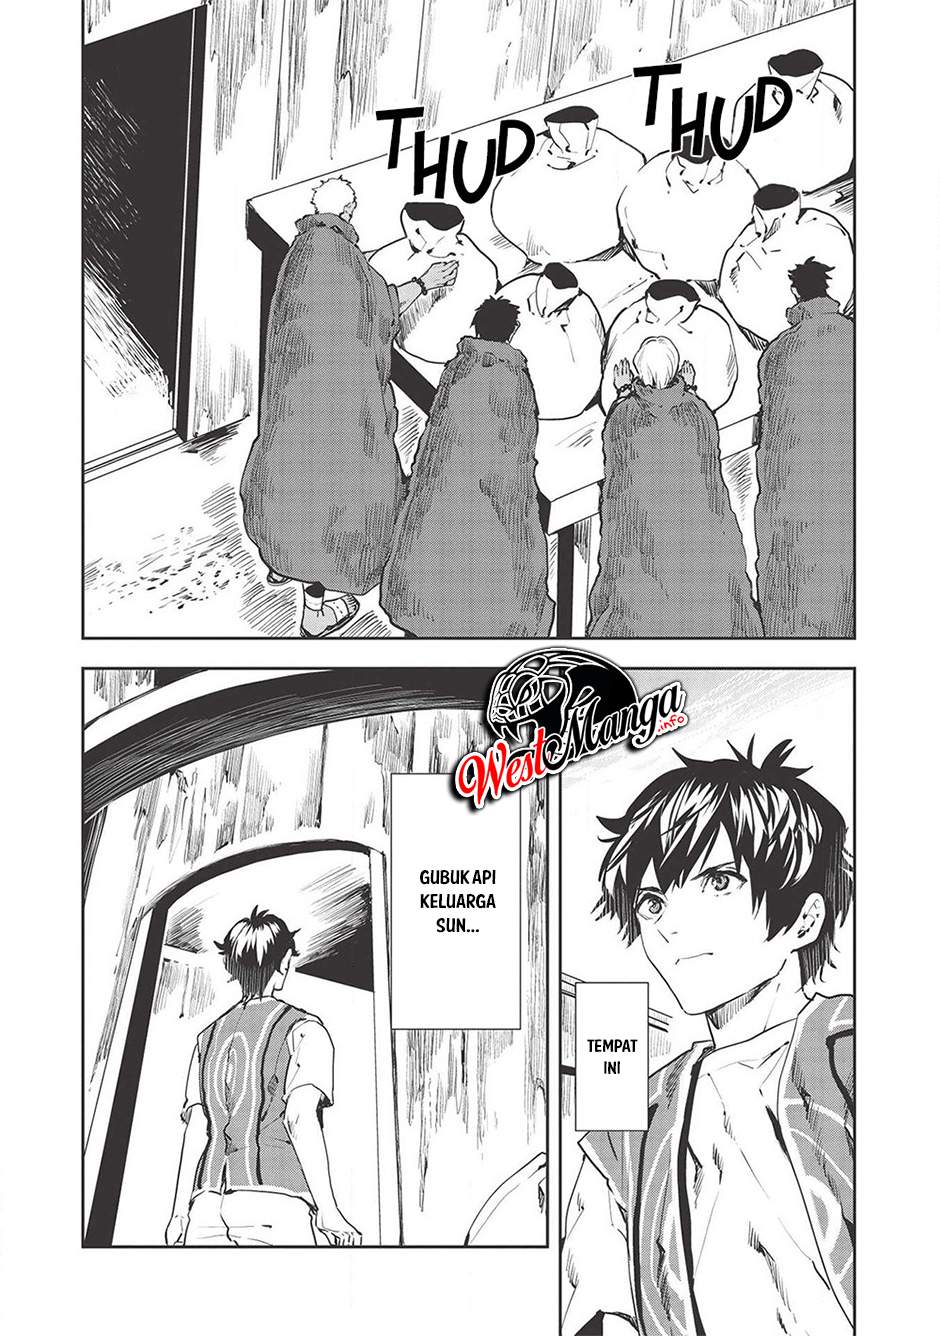 THUD
THUD
WestManga
.info
TEMPAT
INI
GUBUK API
KELUARGA
SUN...